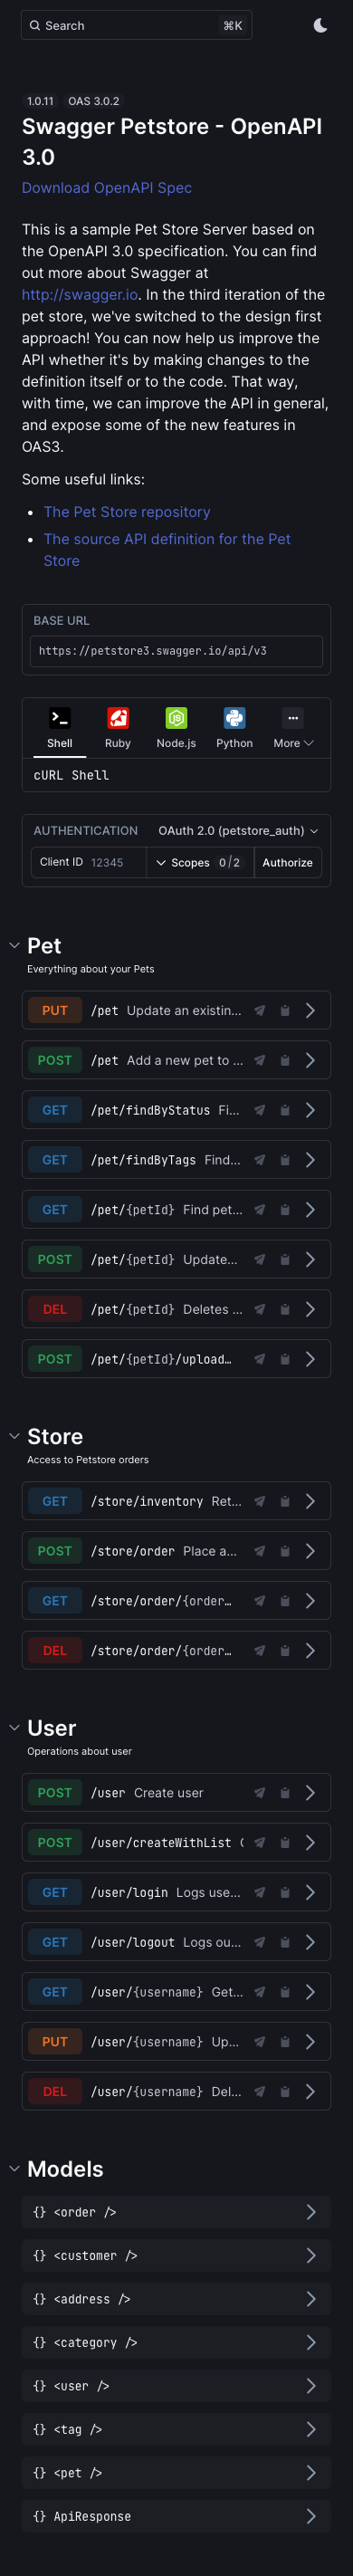 Search ⌘K
1.0.11 OAS 3.0.2
Swagger Petstore - OpenAPI
3.0
Download OpenAPI Spec
This is a sample Pet Store Server based on
the OpenAPI 3.0 specification. You can find
out more about Swagger at
http://swagger.io. In the third iteration of the
pet store, we've switched to the design first
approach! You can now help us improve the
API whether it's by making changes to the
definition itself or to the code. That way,
with time, we can improve the API in general,
and expose some of the new features in
OAS3.
Some useful links:
• The Pet Store repository
• The source API definition for the Pet
Store
BASE URL
https://petstore3.swagger.io/api/v3
Shell Ruby Node.js Python More
cURL Shell
AUTHENTICATION OAuth 2.0 (petstore_auth)
Client ID 12345 Scopes 0/2 Authorize
Pet
Everything about your Pets
PUT /pet Update an existin...
POST /pet Add a new pet to ...
GET /pet/findByStatus Fi...
GET /pet/findByTags Find...
GET /pet/{petId} Find pet...
POST /pet/{petId} Update...
DEL /pet/{petId} Deletes ...
POST /pet/{petId}/upload…
Store
Access to Petstore orders
GET /store/inventory Ret...
POST /store/order Place a...
GET /store/order/{order…
DEL /store/order/{order…
User
Operations about user
POST /user Create user
POST /user/createWithList
GET /user/login Logs use...
GET /user/logout Logs ou...
GET /user/{username} Get...
PUT /user/{username} Up...
DEL /user/{username} Del...
Models
{} <order />
{} <customer />
{} <address />
{} <category />
{} <user />
{} <tag />
{} <pet />
{} ApiResponse